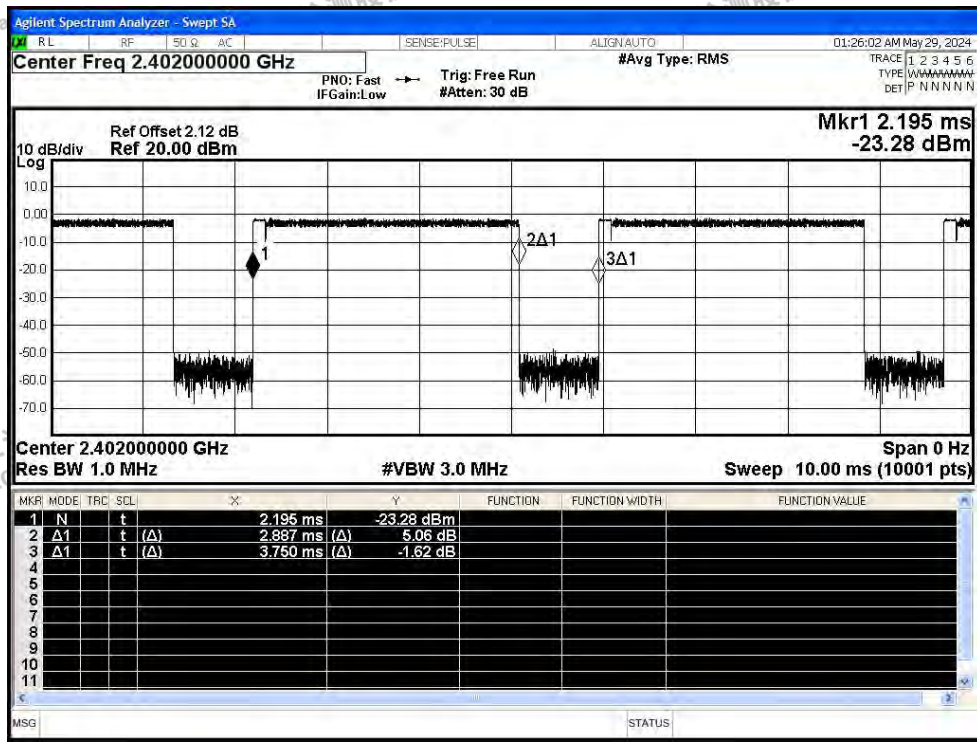 Agilent Spectrum Analyzer - Swept SA
LXI RL RF 50 Ω AC SENSE:PULSE ALIGN AUTO 01:26:02 AM May 29, 2024
Center Freq 2.402000000 GHz #Avg Type: RMS TRACE 1 2 3 4 5 6
PNO: Fast Trig: Free Run TYPE WWWWWW
IFGain:Low #Atten: 30 dB DET P N N N N N
Mkr1 2.195 ms
Ref Offset 2.12 dB
10 dB/div Ref 20.00 dBm -23.28 dBm
Log
10.0
0.00
-10.0
-20.0
-30.0
-40.0
-50.0
-60.0
-70.0
1
2Δ1
3Δ1
Center 2.402000000 GHz Span 0 Hz
Res BW 1.0 MHz #VBW 3.0 MHz Sweep 10.00 ms (10001 pts)
MKR MODE TRC SCL X Y FUNCTION FUNCTION WIDTH FUNCTION VALUE
1 N t 2.195 ms -23.28 dBm
2 Δ1 t (Δ) 2.887 ms (Δ) 5.06 dB
3 Δ1 t (Δ) 3.750 ms (Δ) -1.62 dB
4
5
6
7
8
9
10
11
MSG STATUS